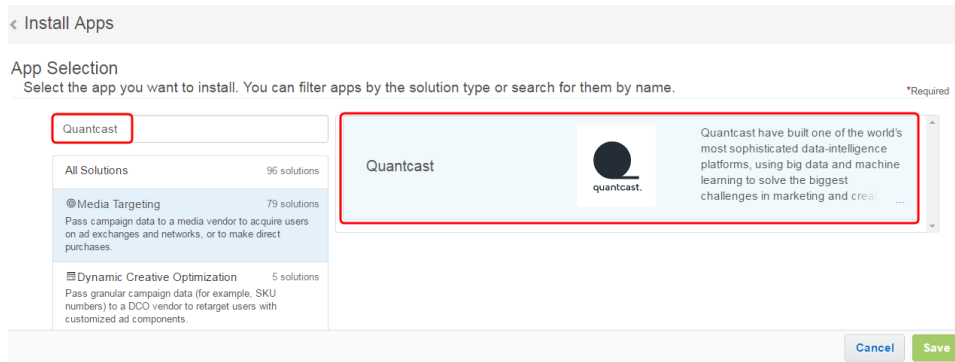 Install Apps
App Selection
Select the app you want to install. You can filter apps by the solution type or search for them by name.
*Required
Quantcast
All Solutions 96 solutions
Media Targeting 79 solutions
Pass campaign data to a media vendor to acquire users
on ad exchanges and networks, or to make direct
purchases.
Dynamic Creative Optimization 5 solutions
Pass granular campaign data (for example, SKU
numbers) to a DCO vendor to retarget users with
customized ad components.
Quantcast
quantcast.
Quantcast have built one of the world's
most sophisticated data-intelligence
platforms, using big data and machine
learning to solve the biggest
challenges in marketing and crea
...
Cancel
Save